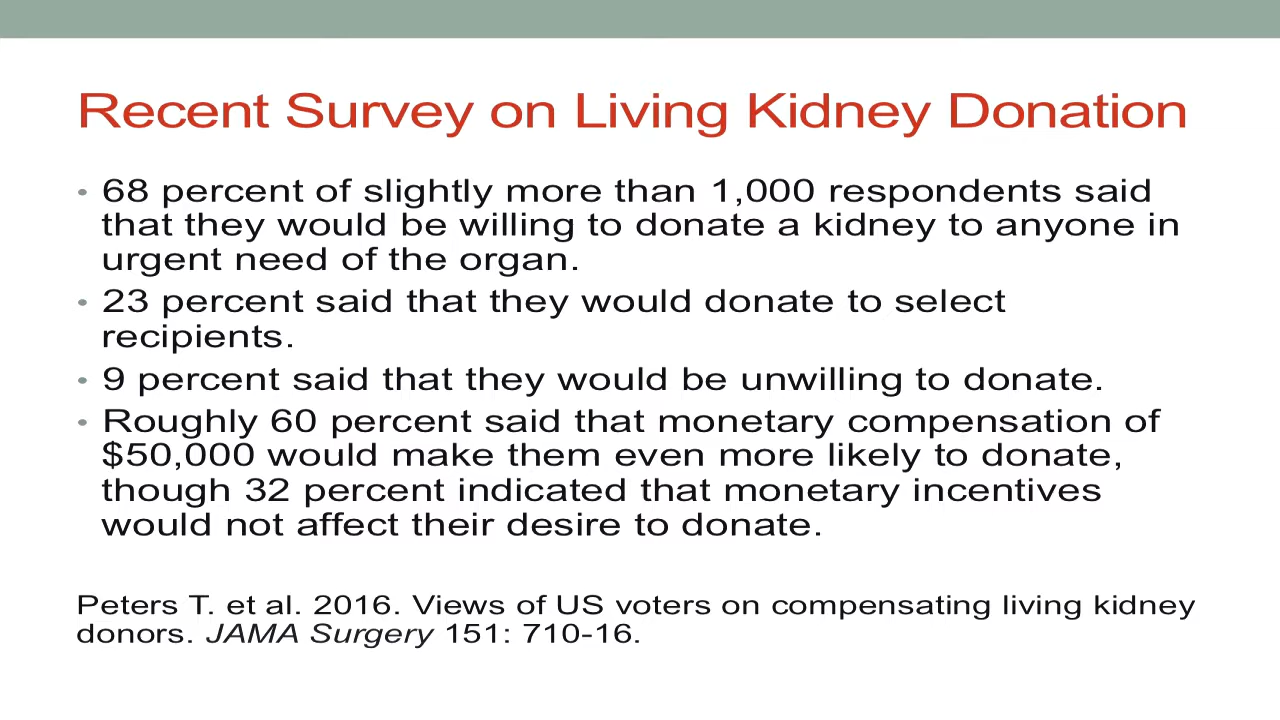 Recent Survey on Living Kidney Donation
• 68 percent of slightly more than 1,000 respondents said
that they would be willing to donate a kidney to anyone in
urgent need of the organ.
• 23 percent said that they would donate to select
recipients.
• 9 percent said that they would be unwilling to donate.
• Roughly 60 percent said that monetary compensation of
$50,000 would make them even more likely to donate,
though 32 percent indicated that monetary incentives
would not affect their desire to donate.
Peters T. et al. 2016. Views of US voters on compensating living kidney
donors. JAMA Surgery 151: 710-16.